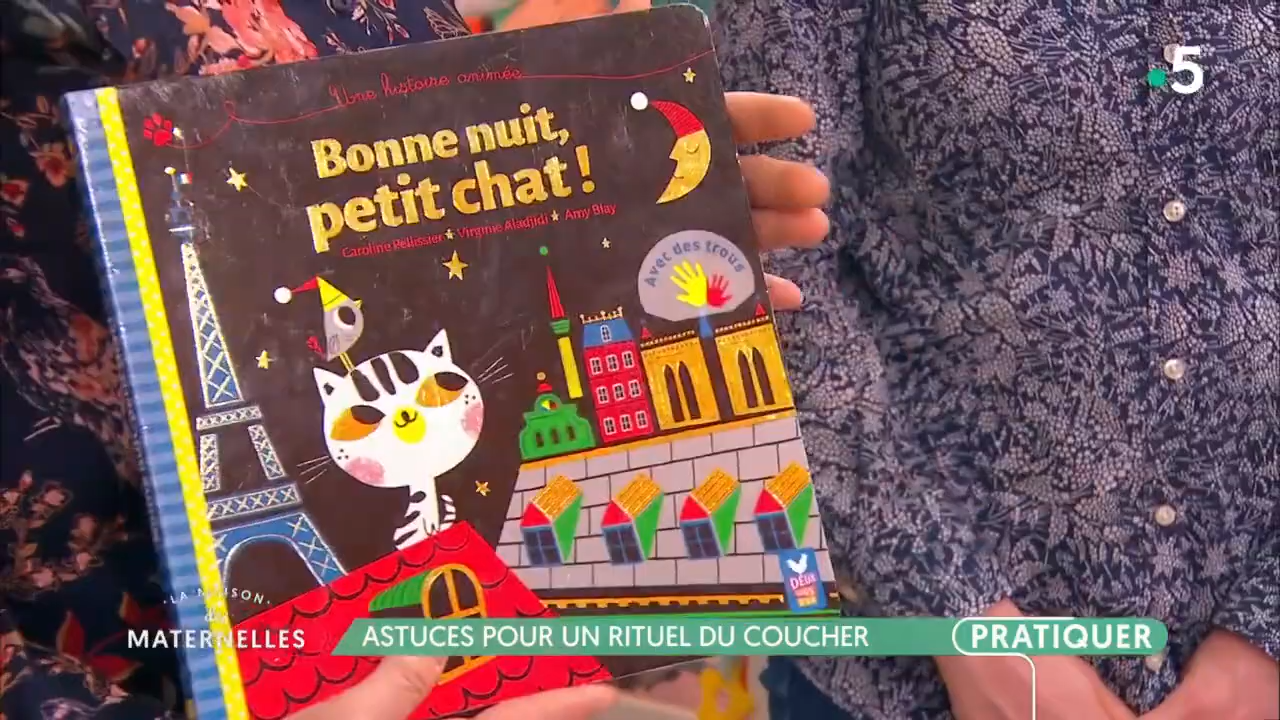 Une histoire animée
Bonne nuit,
petit chat !
Caroline Pellissier ★ Virginie Aladjidi ★ Amy Blay
Avec des trous
5
DEUX
LA MAISON
des
MATERNELLES
ASTUCES POUR UN RITUEL DU COUCHER
PRATIQUER